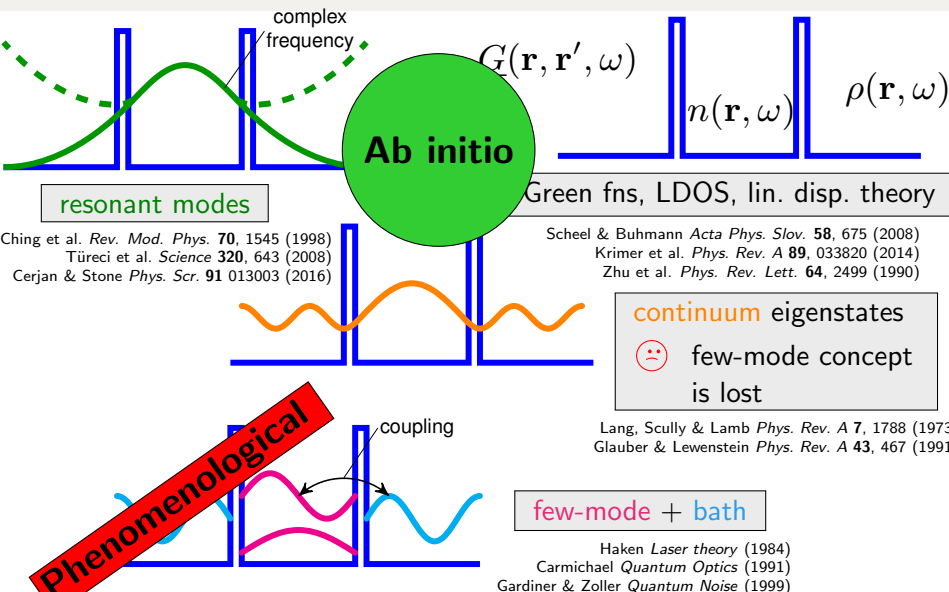 complex
frequency
G(r, r′, ω)
n(r, ω)
ρ(r, ω)
Ab initio
resonant modes
Ching et al. Rev. Mod. Phys. 70, 1545 (1998)
Türeci et al. Science 320, 643 (2008)
Cerjan & Stone Phys. Scr. 91 013003 (2016)
Green fns, LDOS, lin. disp. theory
Scheel & Buhmann Acta Phys. Slov. 58, 675 (2008)
Krimer et al. Phys. Rev. A 89, 033820 (2014)
Zhu et al. Phys. Rev. Lett. 64, 2499 (1990)
continuum eigenstates
few-mode concept
is lost
Lang, Scully & Lamb Phys. Rev. A 7, 1788 (1973
Glauber & Lewenstein Phys. Rev. A 43, 467 (1991
Phenomenological
coupling
few-mode + bath
Haken Laser theory (1984)
Carmichael Quantum Optics (1991)
Gardiner & Zoller Quantum Noise (1999)